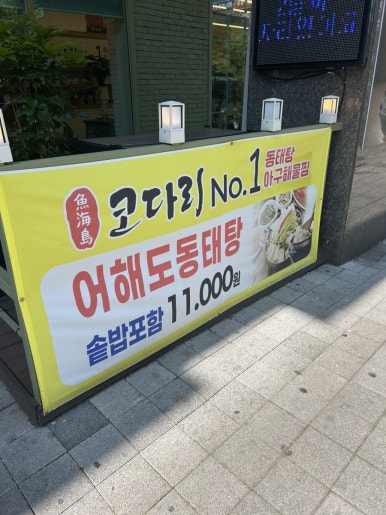 魚海島
코다리 No.1
동태탕
아구해물찜
어해도동태탕
솥밥포함 11.000원